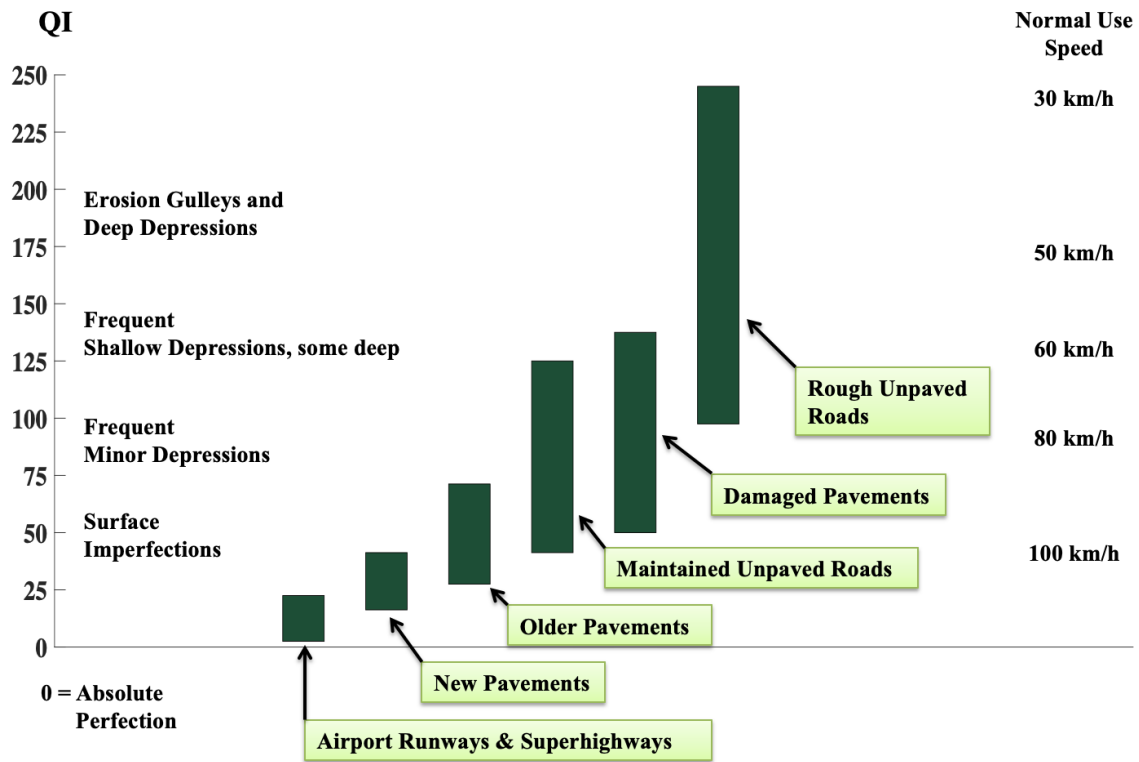 QI
Normal Use
Speed
250
225
200
175
150
125
100
75
50
25
0
Erosion Gulleys and
Deep Depressions
Frequent
Shallow Depressions, some deep
Frequent
Minor Depressions
Surface
Imperfections
0 = Absolute
Perfection
30 km/h
50 km/h
60 km/h
80 km/h
100 km/h
Rough Unpaved
Roads
Damaged Pavements
Maintained Unpaved Roads
Older Pavements
New Pavements
Airport Runways & Superhighways